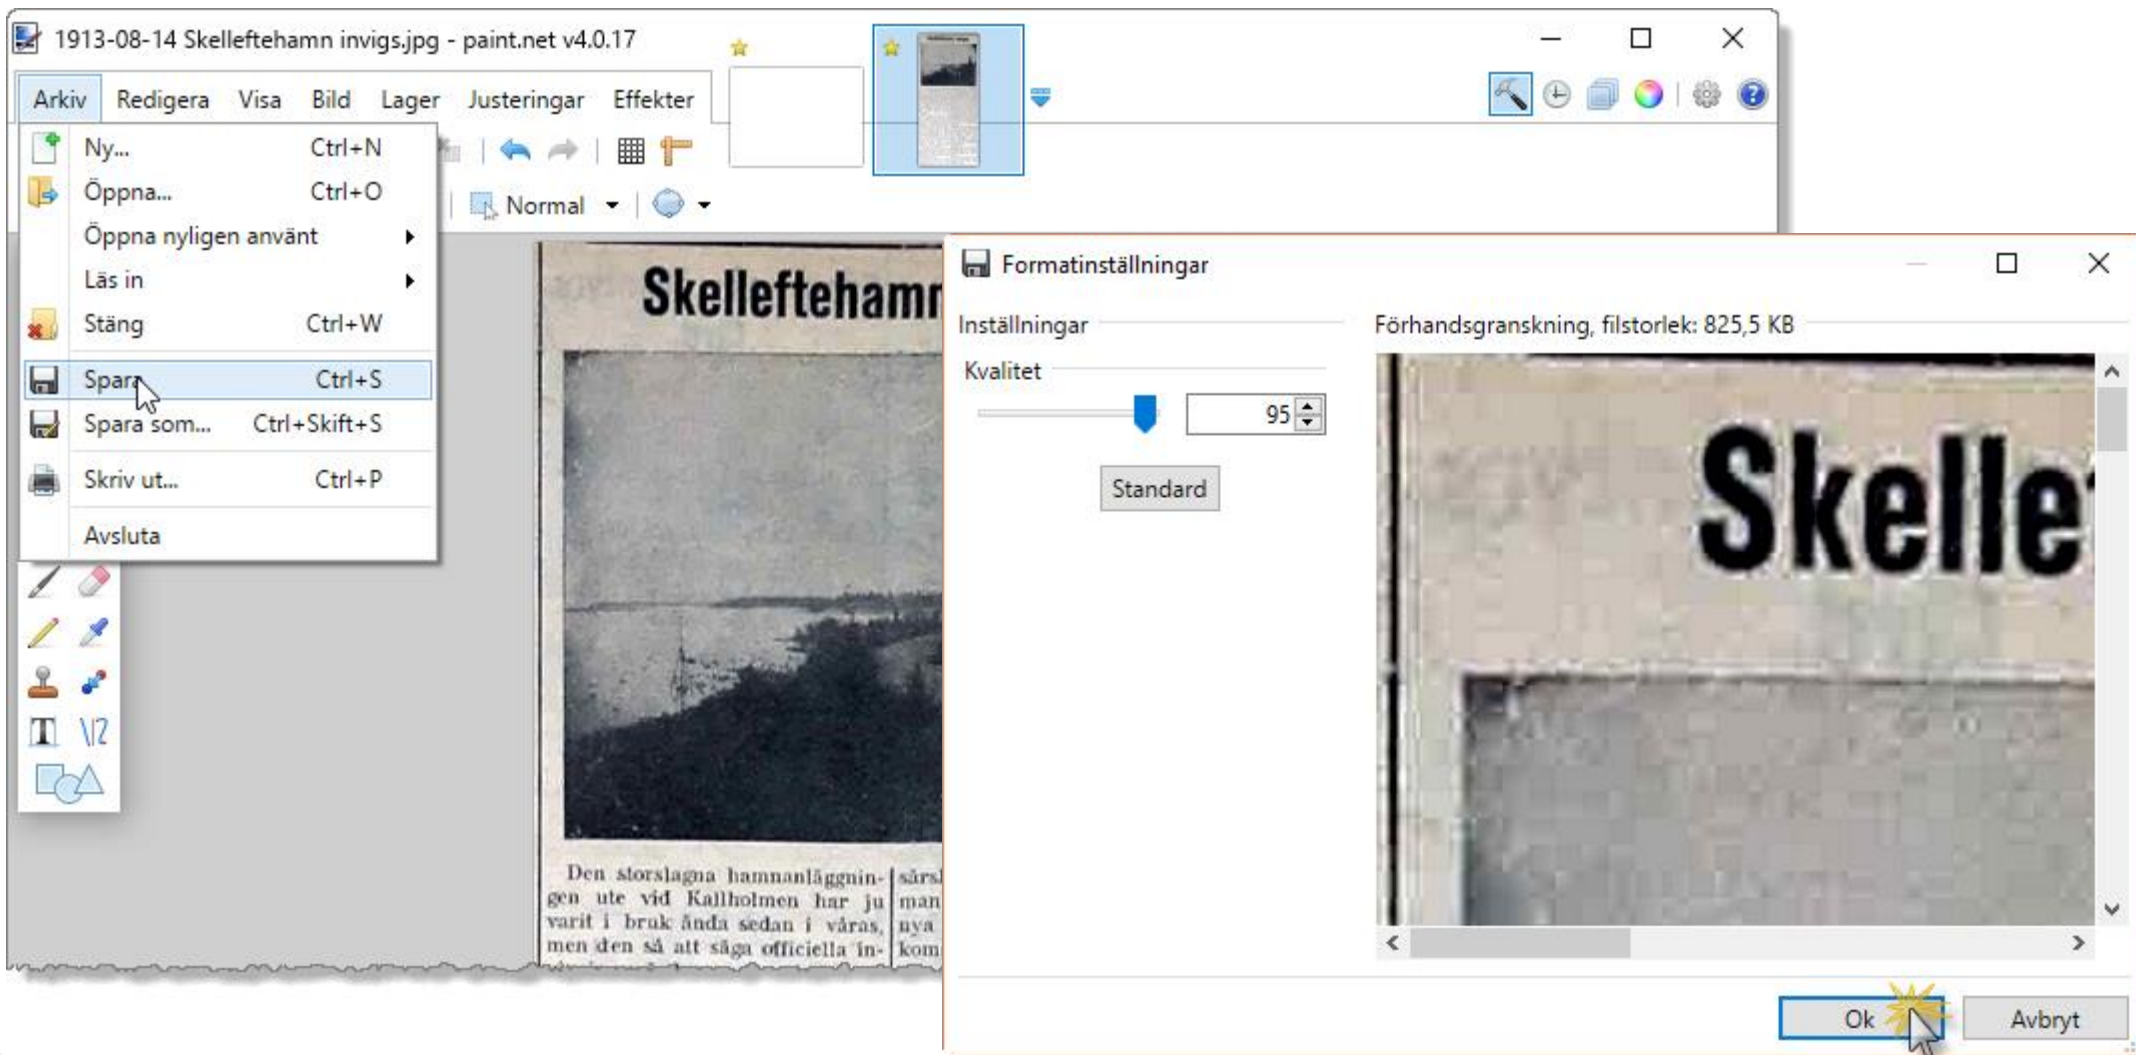 1913-08-14 Skelleftehamn invigs.jpg - paint.net v4.0.17
Arkiv Redigera Visa Bild Lager Justeringar Effekter
Ny... Ctrl+N
Öppna... Ctrl+O
Öppna nyligen använt
Läs in
Stäng Ctrl+W
Spara Ctrl+S
Spara som... Ctrl+Skift+S
Skriv ut... Ctrl+P
Avsluta
Normal
Skelleftehamn
Den storslagna hamnanläggnin-
gen ute vid Kallholmen har ju
varit i bruk ända sedan i våras,
men den så att säga officiella in-
man
nya
kom
Formatinställningar
Inställningar
Kvalitet
95
Standard
Förhandsgranskning, filstorlek: 825,5 KB
Skelle
Ok Avbryt